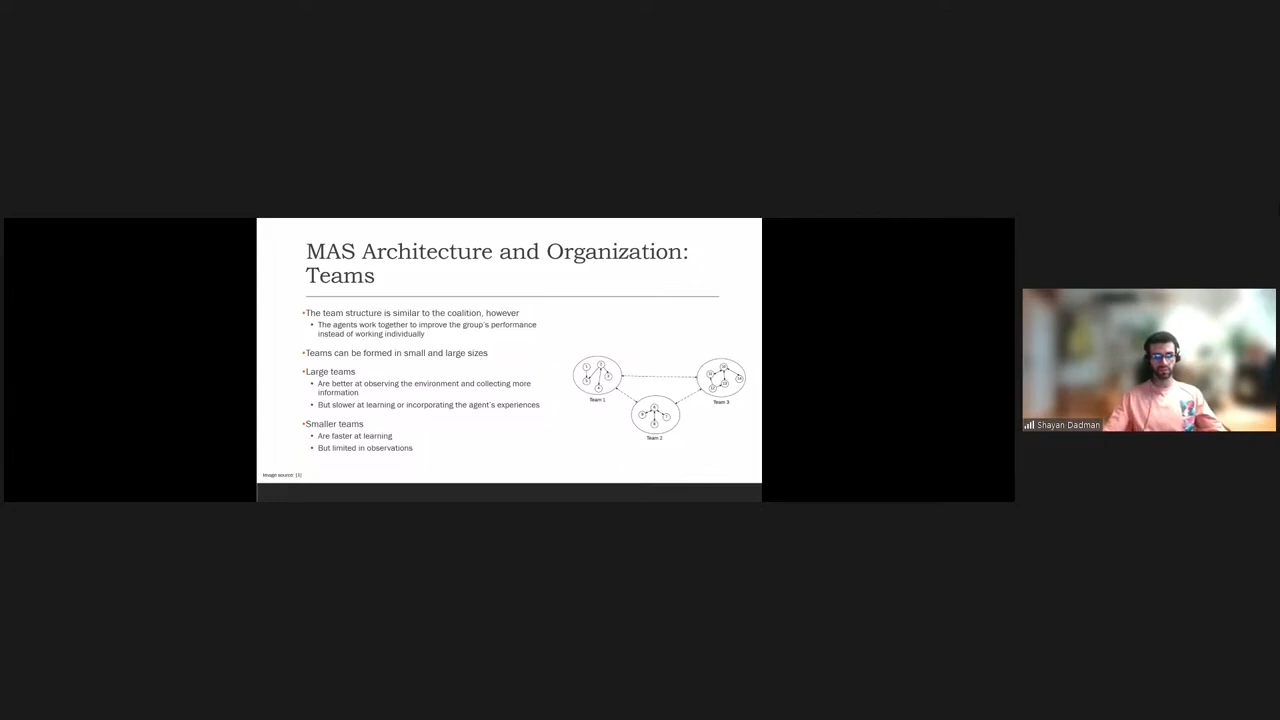 MAS Architecture and Organization:
Teams
•The team structure is similar to the coalition, however
• The agents work together to improve the group's performance
instead of working individually
•Teams can be formed in small and large sizes
•Large teams
• Are better at observing the environment and collecting more
information
• But slower at learning or incorporating the agent's experiences
•Smaller teams
• Are faster at learning
• But limited in observations
Team 1
Team 3
Team 2
Image source: [1]
Shayan Dadman